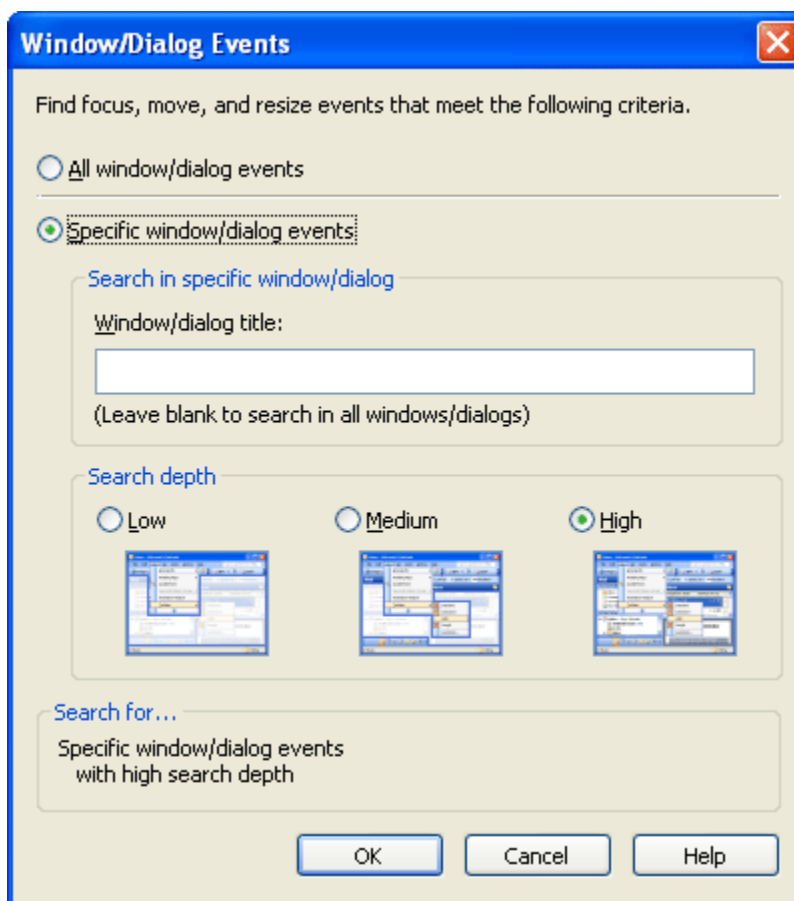 Window/Dialog Events
Find focus, move, and resize events that meet the following criteria.
All window/dialog events
Specific window/dialog events
Search in specific window/dialog
Window/dialog title:
(Leave blank to search in all windows/dialogs)
Search depth
Low Medium High
Search for...
Specific window/dialog events
with high search depth
OK Cancel Help